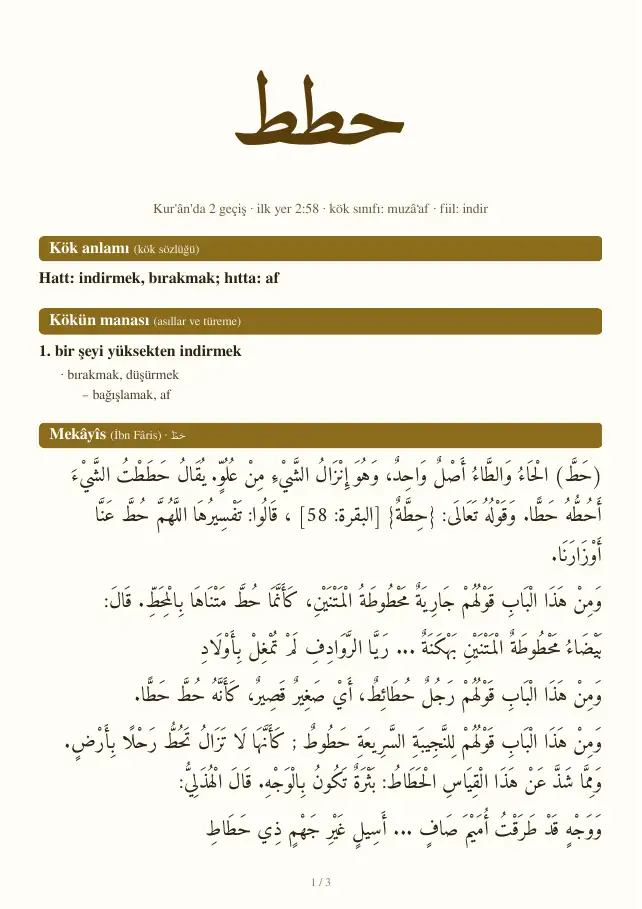 حطط
Kur'ân'da 2 geçiş · ilk yer 2:58 · kök sınıfı: muzâ'af · fiil: indir
Kök anlamı (kök sözlüğü)
Hatt: indirmek, bırakmak; hıtta: af
Kökün manası (asıllar ve türeme)
1. bir şeyi yüksekten indirmek
· bırakmak, düşürmek
– bağışlamak, af
Mekâyîs (İbn Fâris) · حطّ
(حَطَّ) الْحَاءُ وَالطَّاءُ أَصْلٌ وَاحِدٌ، وَهُوَ إِنْزَالُ الشَّيْءِ مِنْ عُلُوٍّ. يُقَالُ حَطَطْتُ الشَّيْءَ
أَحُطُّهُ حَطًّا. وَقَوْلُهُ تَعَالَى: {حِطَّةٌ} [البقرة: 58] ، قَالُوا: تَفْسِيرُهَا اللَّهُمَّ حُطَّ عَنَّا
أَوْزَارَنَا.
وَمِنْ هَذَا الْبَابِ قَوْلُهُمْ جَارِيَةٌ مَحْطُوطَةُ الْمَتْنَيْنِ، كَأَنَّمَا حُطَّ مَتْنَاهَا بِالْمِحَطِّ. قَالَ:
بَيْضَاءُ مَحْطُوطَةُ الْمَتْنَيْنِ بَهْكَنَةٌ ... رَيَّا الرَّوَادِفِ لَمْ تُمْغِلْ بِأَوْلَادِ
وَمِنْ هَذَا الْبَابِ قَوْلُهُمْ رَجُلٌ حُطَائِطٌ، أَيْ صَغِيرٌ قَصِيرٌ، كَأَنَّهُ حُطَّ حَطًّا.
وَمِنْ هَذَا الْبَابِ قَوْلُهُمْ لِلنَّجِيبَةِ السَّرِيعَةِ حَطُوطٌ ; كَأَنَّهَا لَا تَزَالُ تَحُطُّ رَحْلًا بِأَرْضٍ.
وَمِمَّا شَذَّ عَنْ هَذَا الْقِيَاسِ الْحَطَاطُ: بَثْرَةٌ تَكُونُ بِالْوَجْهِ. قَالَ الْهُذَلِيُّ:
وَوَجْهٍ قَدْ طَرَقْتُ أُمَيْمَ صَافٍ ... أَسِيلٍ غَيْرِ جَهْمٍ ذِي حَطَاطِ
1 / 3